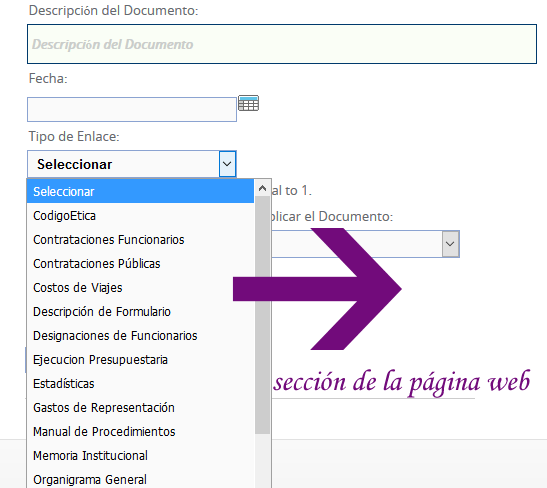 Descripción del Documento:
Descripción del Documento
Fecha:
Tipo de Enlace:
Seleccionar
Seleccionar
al to 1.
CodigoEtica
blicar el Documento:
Contrataciones Funcionarios
Contrataciones Públicas
Costos de Viajes
Descripción de Formulario
Designaciones de Funcionarios
Ejecucion Presupuestaria
Estadísticas
sección de la página web
Gastos de Representación
Manual de Procedimientos
Memoria Institucional
Organigrama General